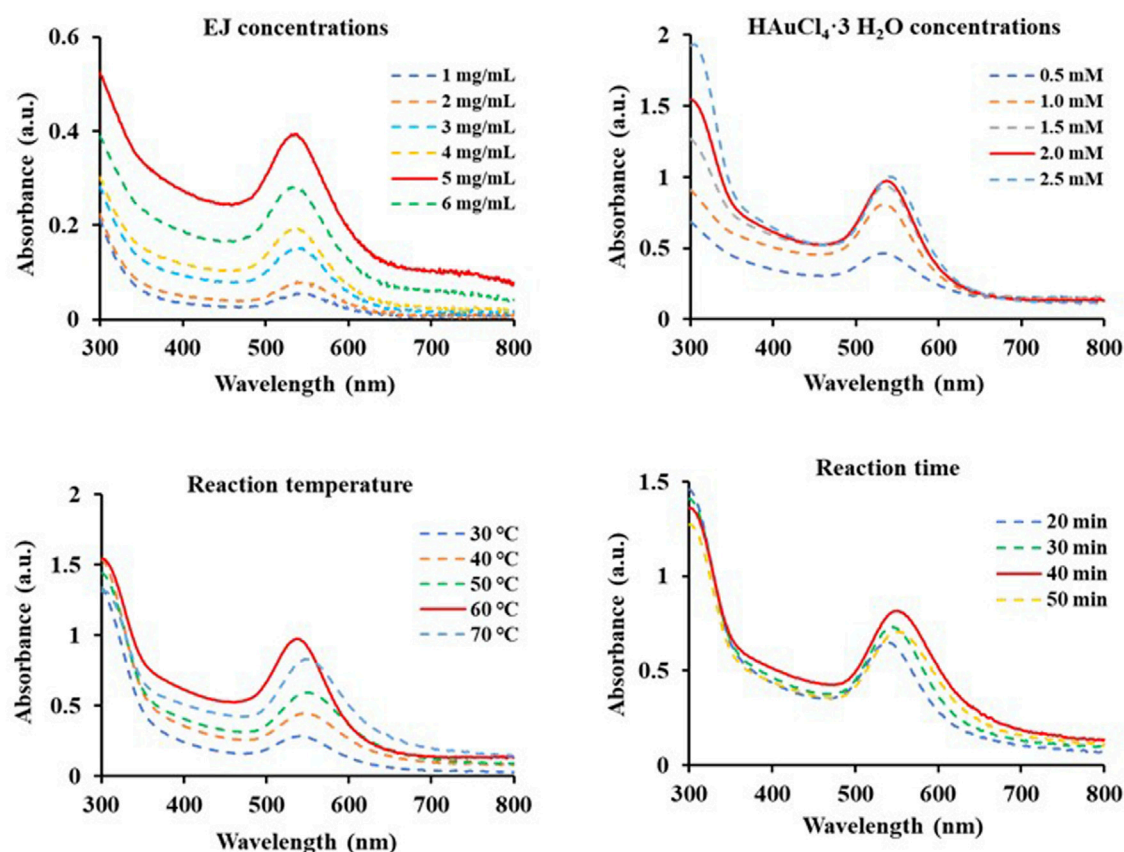 EJ concentrations
0.6
0.4
0.2
0
Absorbance (a.u.)
1 mg/mL
2 mg/mL
3 mg/mL
4 mg/mL
5 mg/mL
6 mg/mL
300 400 500 600 700 800
Wavelength (nm)
HAuCl₄·3 H₂O concentrations
2
1.5
1
0.5
0
Absorbance (a.u.)
0.5 mM
1.0 mM
1.5 mM
2.0 mM
2.5 mM
300 400 500 600 700 800
Wavelength (nm)
Reaction temperature
2
1.5
1
0.5
0
Absorbance (a.u.)
30 °C
40 °C
50 °C
60 °C
70 °C
300 400 500 600 700 800
Wavelength (nm)
Reaction time
1.5
1
0.5
0
Absorbance (a.u.)
20 min
30 min
40 min
50 min
300 400 500 600 700 800
Wavelength (nm)